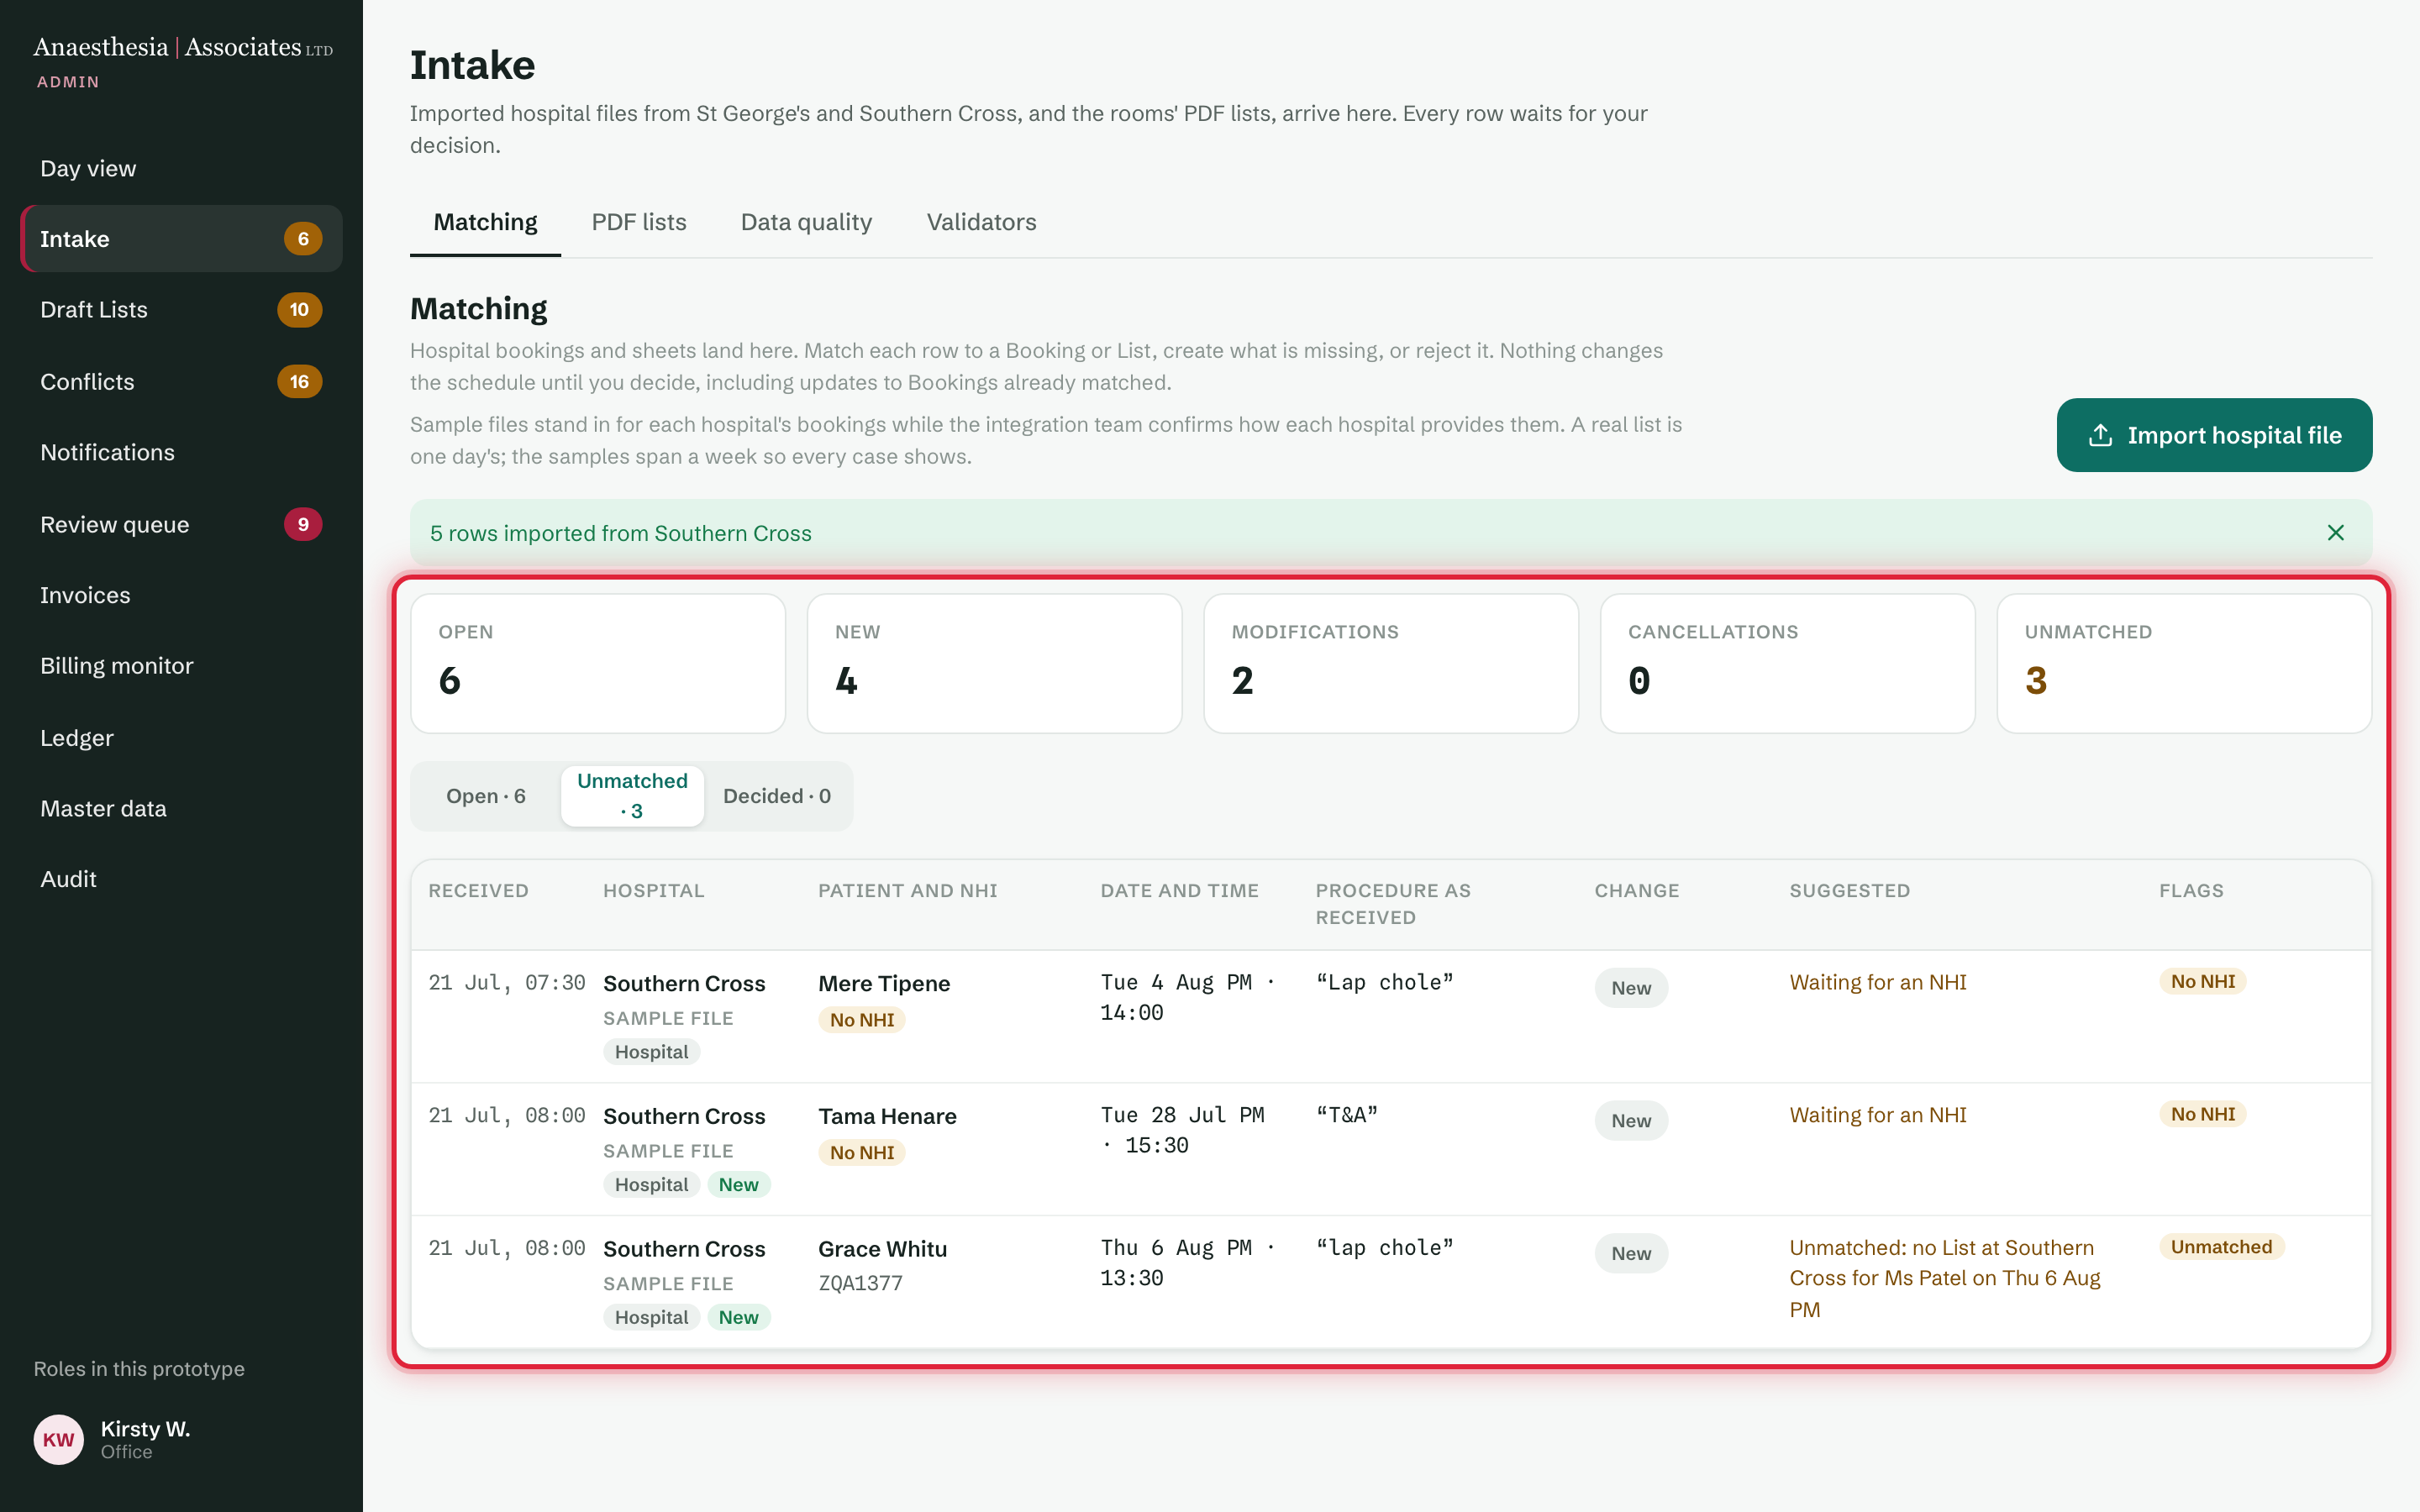 Anaesthesia | Associates LTD
ADMIN
Day view
Intake 6
Draft Lists 10
Conflicts 16
Notifications
Review queue 9
Invoices
Billing monitor
Ledger
Master data
Audit
Roles in this prototype
KW
Kirsty W.
Office
Intake
Imported hospital files from St George's and Southern Cross, and the rooms' PDF lists, arrive here. Every row waits for your
decision.
Matching PDF lists Data quality Validators
Matching
Hospital bookings and sheets land here. Match each row to a Booking or List, create what is missing, or reject it. Nothing changes
the schedule until you decide, including updates to Bookings already matched.
Sample files stand in for each hospital's bookings while the integration team confirms how each hospital provides them. A real list is
one day's; the samples span a week so every case shows.
Import hospital file
5 rows imported from Southern Cross
OPEN
6
NEW
4
MODIFICATIONS
2
CANCELLATIONS
0
UNMATCHED
3
Open · 6
Unmatched
· 3
Decided · 0
RECEIVED
HOSPITAL
PATIENT AND NHI
DATE AND TIME
PROCEDURE AS
RECEIVED
CHANGE
SUGGESTED
FLAGS
21 Jul, 07:30
Southern Cross
SAMPLE FILE
Hospital
Mere Tipene
No NHI
Tue 4 Aug PM ·
14:00
“Lap chole”
New
Waiting for an NHI
No NHI
21 Jul, 08:00
Southern Cross
SAMPLE FILE
Hospital New
Tama Henare
No NHI
Tue 28 Jul PM
· 15:30
“T&A”
New
Waiting for an NHI
No NHI
21 Jul, 08:00
Southern Cross
SAMPLE FILE
Hospital New
Grace Whitu
ZQA1377
Thu 6 Aug PM ·
13:30
“lap chole”
New
Unmatched: no List at Southern
Cross for Ms Patel on Thu 6 Aug
PM
Unmatched